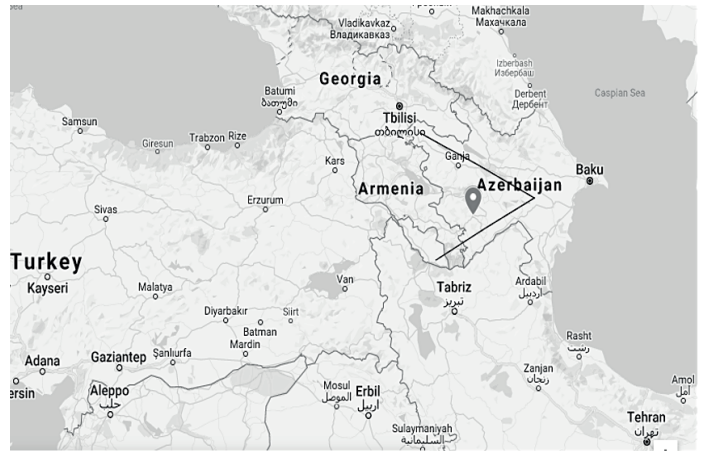 Makhachkala
Махачкала
Vladikavkaz
Владикавказ
Izberbash
Избербаш
Georgia
Caspian Sea
Derbent
Дербент
Batumi
ბათუმი
Tbilisi
თბილისი
Samsun
Giresun
Trabzon
Rize
Kars
Ganja
Baku
Armenia
Azerbaijan
Erzurum
Sivas
Turkey
Kayseri
Malatya
Van
Tabriz
تبریز
Ardabil
اردبیل
Diyarbakır
Siirt
Batman
Mardin
Rasht
رشت
Adana
Gaziantep
Şanlıurfa
Zanjan
زنجان
ersin
Aleppo
حلب
Mosul
الموصل
Erbil
اربيل
Amol
آمل
Sulaymaniyah
السليمانية
Tehran
تهران